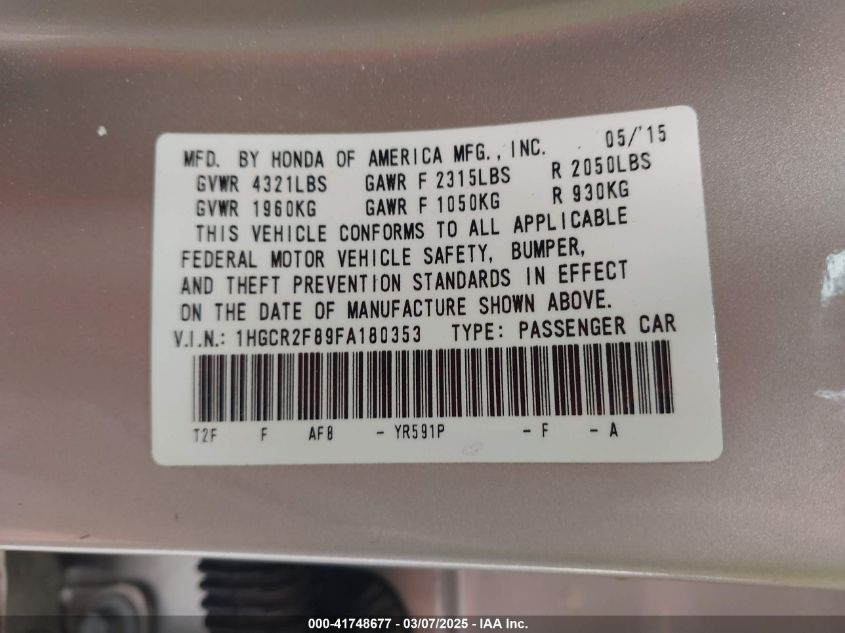 MFD. BY HONDA OF AMERICA MFG., INC. 05/'15
GVWR 4321LBS GAWR F 2315LBS R 2050LBS
GVWR 1960KG GAWR F 1050KG R 930KG
THIS VEHICLE CONFORMS TO ALL APPLICABLE
FEDERAL MOTOR VEHICLE SAFETY, BUMPER,
AND THEFT PREVENTION STANDARDS IN EFFECT
ON THE DATE OF MANUFACTURE SHOWN ABOVE.
V.I.N.: 1HGCR2F89FA180353 TYPE: PASSENGER CAR
T2F F AF8 - YR591P - F - A
000-41748677 - 03/07/2025 - IAA Inc.